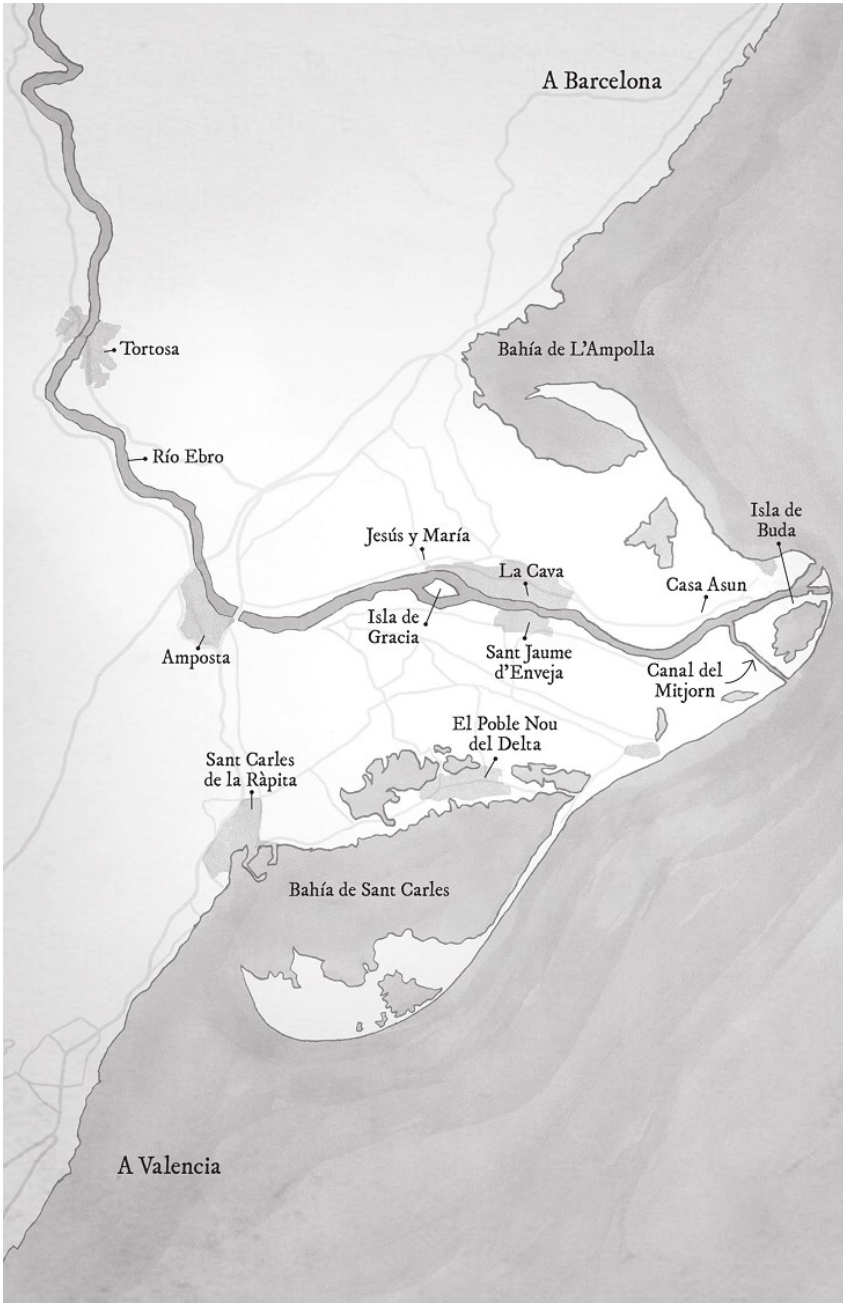 A Barcelona
Bahía de L'Ampolla
Tortosa
Río Ebro
Isla de
Buda
Jesús y María
La Cava
Casa Asun
Isla de
Gracia
Amposta
Sant Jaume
d'Enveja
Canal del
Mitjorn
El Poble Nou
del Delta
Sant Carles
de la Ràpita
Bahía de Sant Carles
A Valencia